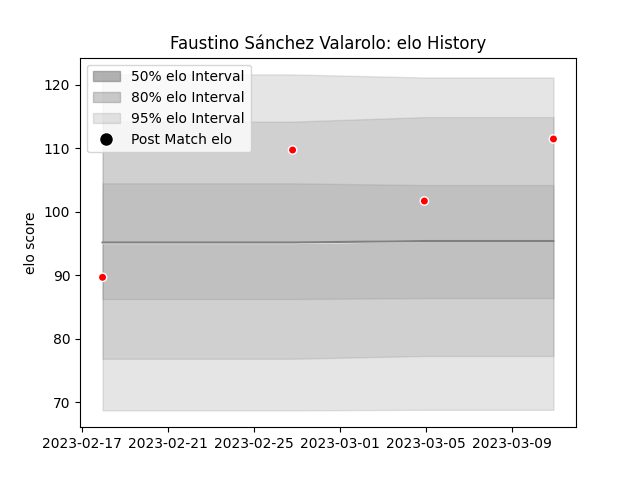 Faustino Sánchez Valarolo: elo History
50% elo Interval
80% elo Interval
95% elo Interval
Post Match elo
elo score
120
110
100
90
80
70
2023-02-17 2023-02-21 2023-02-25 2023-03-01 2023-03-05 2023-03-09